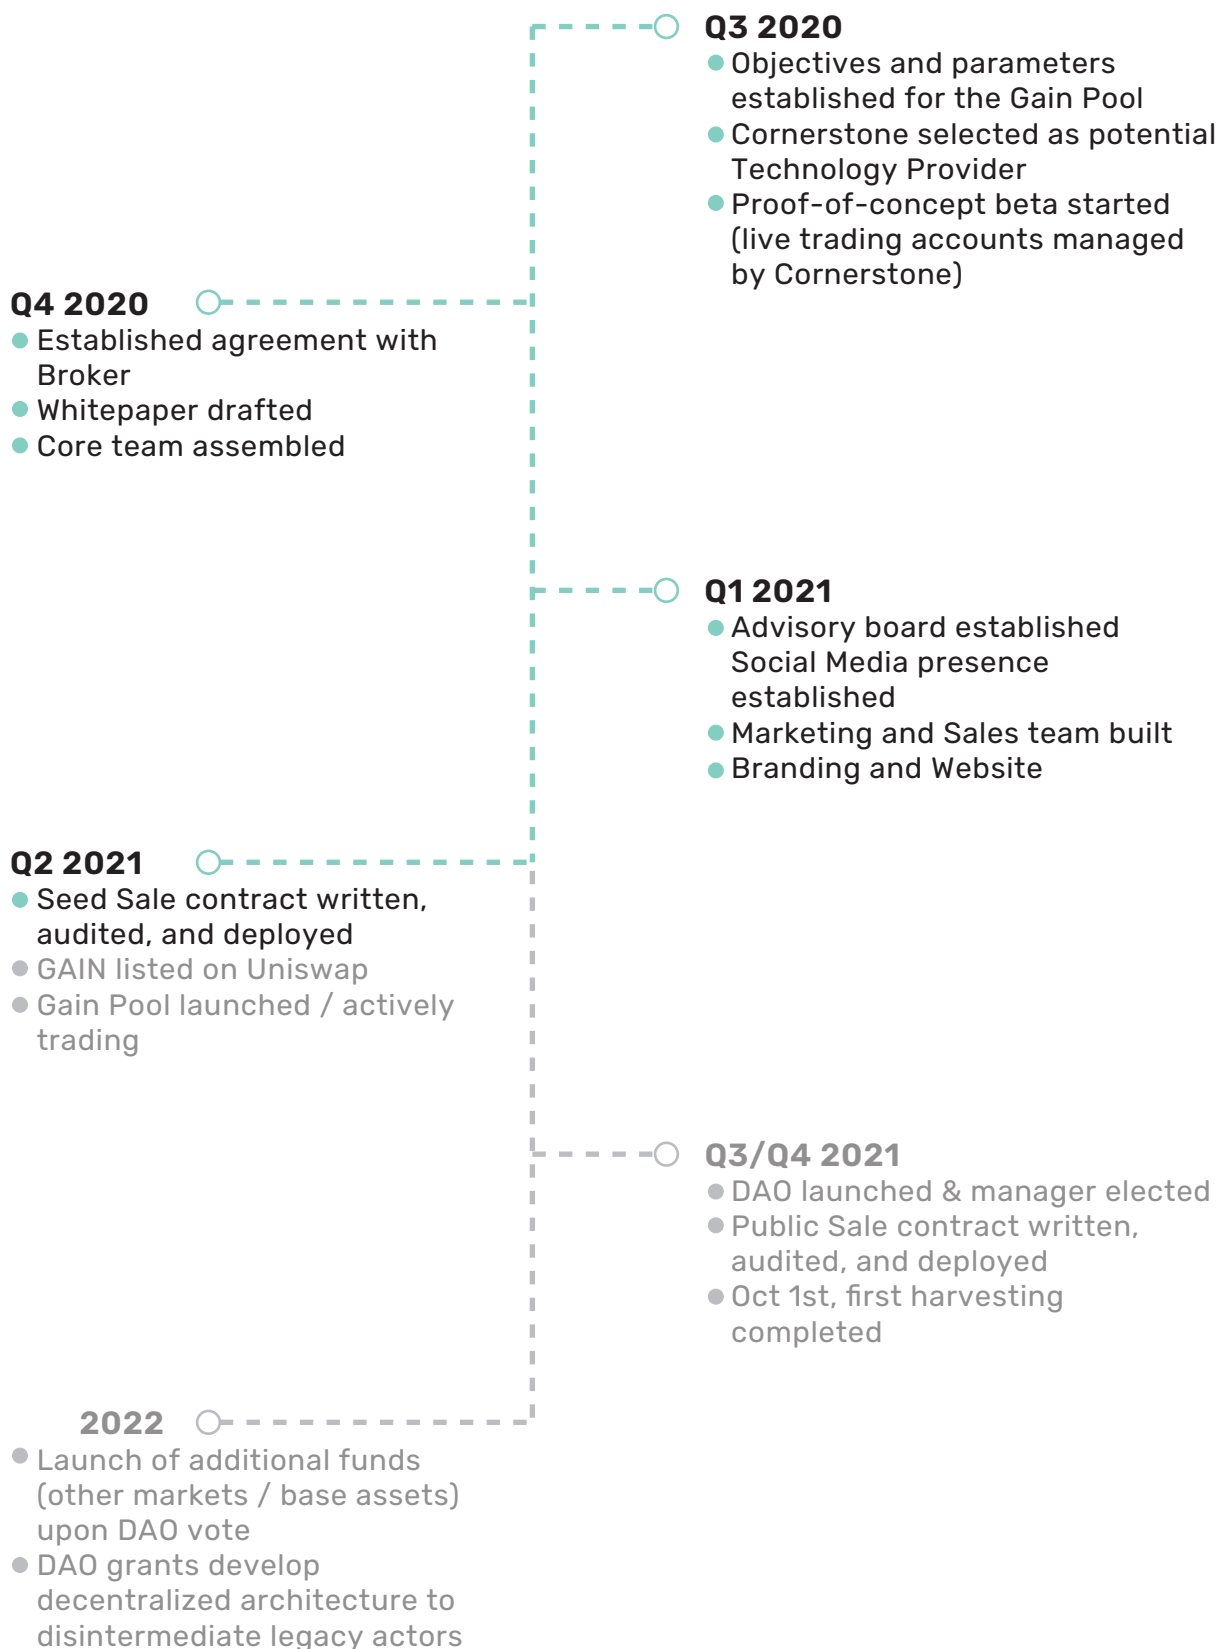 Q3 2020
Objectives and parameters
established for the Gain Pool
Cornerstone selected as potential
Technology Provider
Proof-of-concept beta started
(live trading accounts managed
by Cornerstone)
Q4 2020
Established agreement with
Broker
Whitepaper drafted
Core team assembled
Q1 2021
Advisory board established
Social Media presence
established
Marketing and Sales team built
Branding and Website
Q2 2021
Seed Sale contract written,
audited, and deployed
GAIN listed on Uniswap
Gain Pool launched / actively
trading
Q3/Q4 2021
DAO launched & manager elected
Public Sale contract written,
audited, and deployed
Oct 1st, first harvesting
completed
2022
Launch of additional funds
(other markets / base assets)
upon DAO vote
DAO grants develop
decentralized architecture to
disintermediate legacy actors